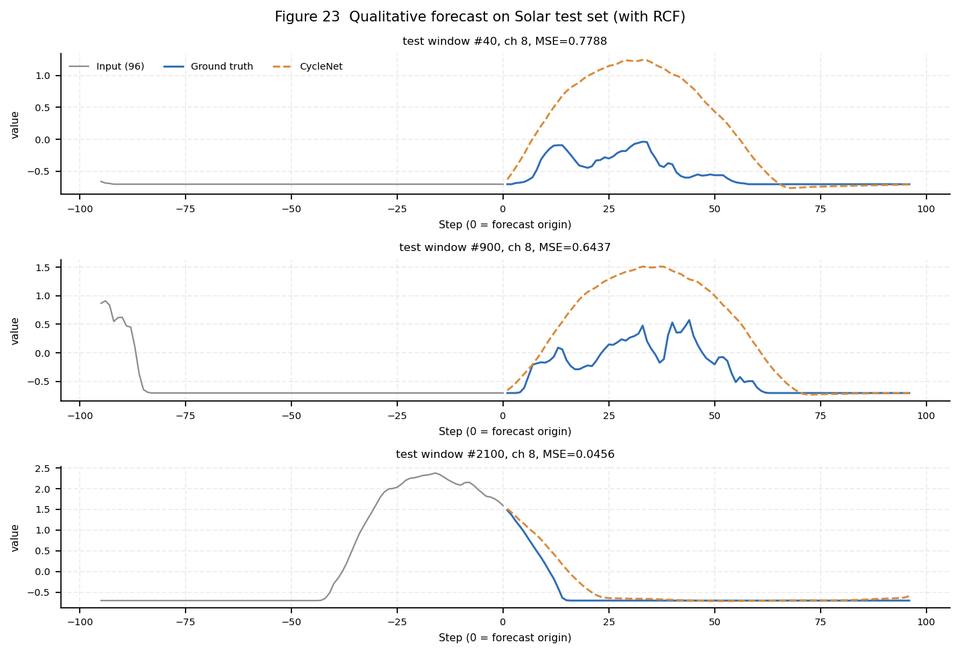 Figure 23  Qualitative forecast on Solar test set (with RCF)
test window #40, ch 8, MSE=0.7788
Input (96)  Ground truth  CycleNet
value
1.0
0.5
0.0
−0.5
−100 −75 −50 −25 0 25 50 75 100
Step (0 = forecast origin)
test window #900, ch 8, MSE=0.6437
value
1.5
1.0
0.5
0.0
−0.5
−100 −75 −50 −25 0 25 50 75 100
Step (0 = forecast origin)
test window #2100, ch 8, MSE=0.0456
value
2.5
2.0
1.5
1.0
0.5
0.0
−0.5
−100 −75 −50 −25 0 25 50 75 100
Step (0 = forecast origin)